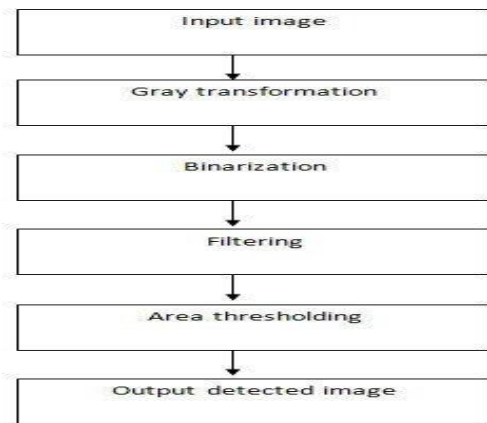 Input image
Gray transformation
Binarization
Filtering
Area thresholding
Output detected image